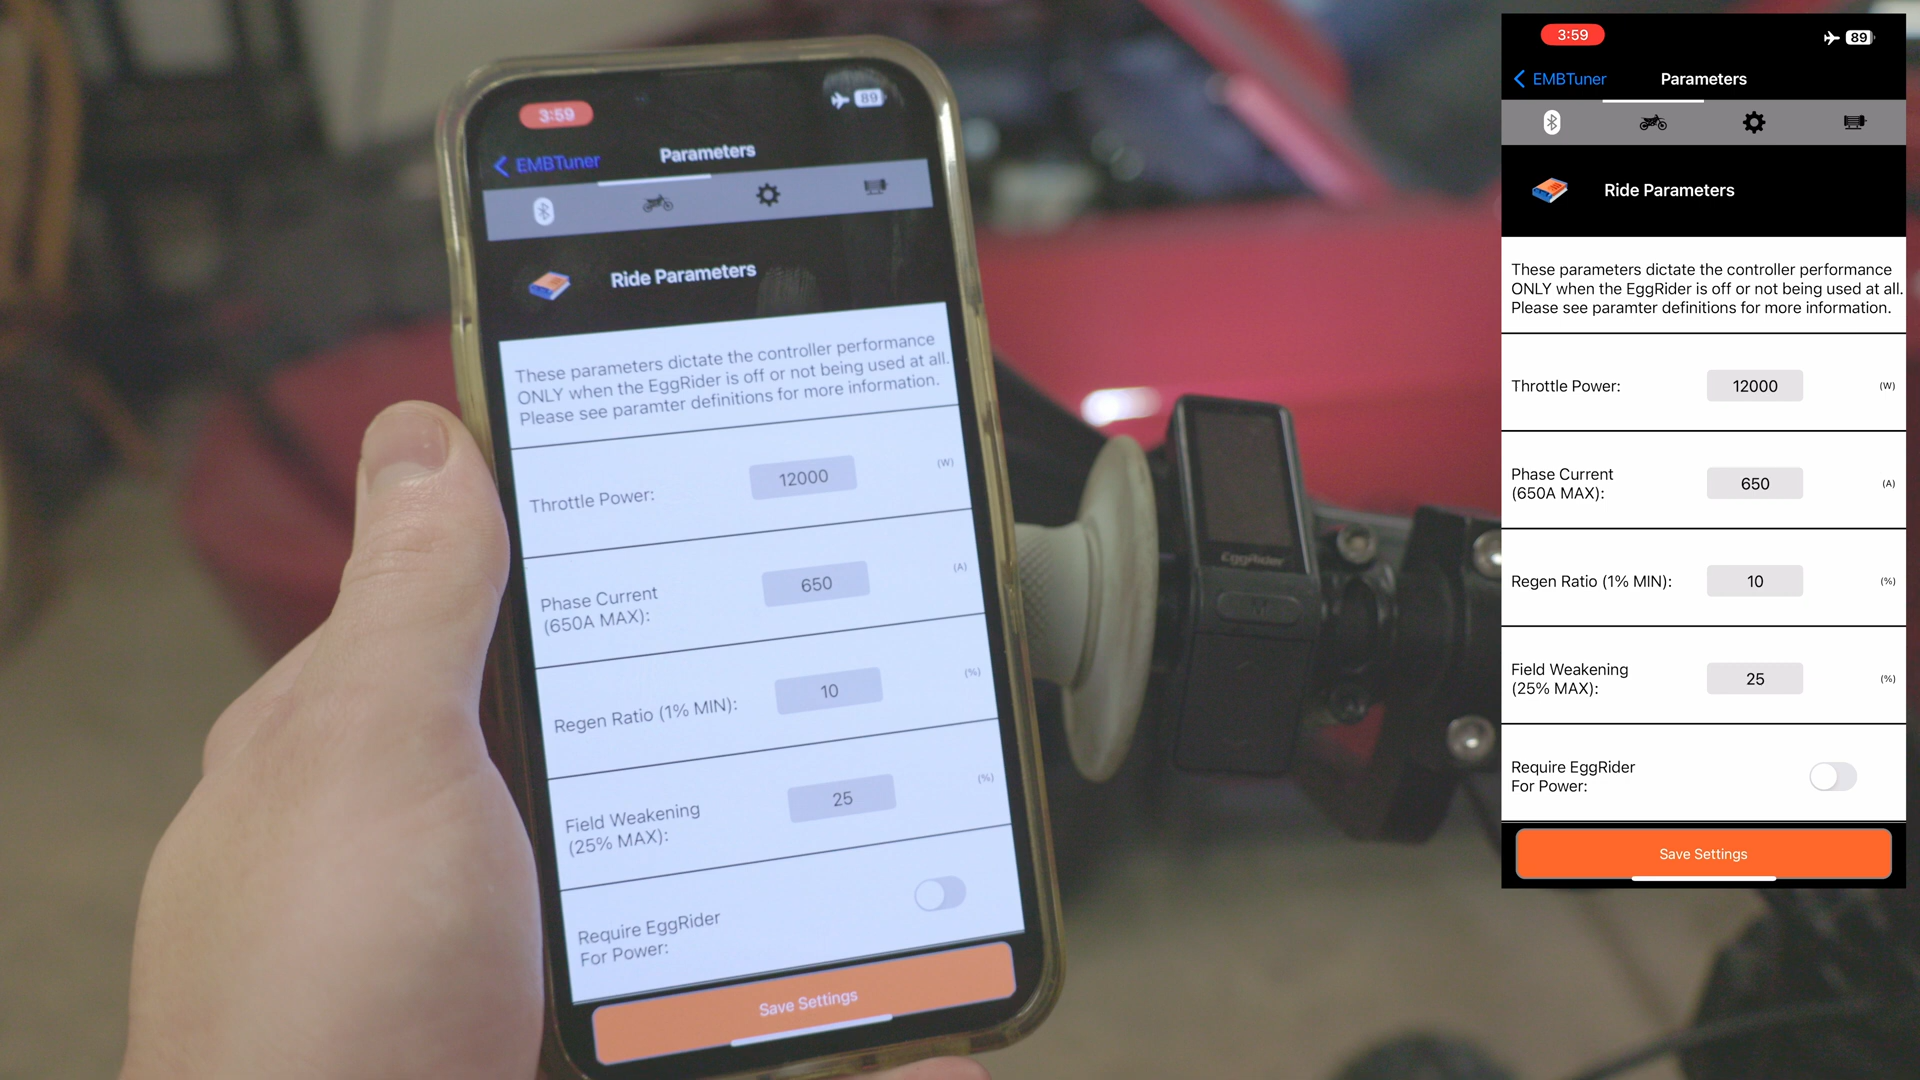 3:59
89
EMBTuner
Parameters
Ride Parameters
These parameters dictate the controller performance
ONLY when the EggRider is off or not being used at all.
Please see paramter definitions for more information.
Throttle Power:
12000
(W)
Phase Current
(650A MAX):
650
(A)
Regen Ratio (1% MIN):
10
(%)
Field Weakening
(25% MAX):
25
(%)
Require EggRider
For Power:
Save Settings
EggRider
M
3:59
89
EMBTuner
Parameters
Ride Parameters
These parameters dictate the controller performance
ONLY when the EggRider is off or not being used at all.
Please see paramter definitions for more information.
Throttle Power:
12000
(W)
Phase Current
(650A MAX):
650
(A)
Regen Ratio (1% MIN):
10
(%)
Field Weakening
(25% MAX):
25
(%)
Require EggRider
For Power:
Save Settings